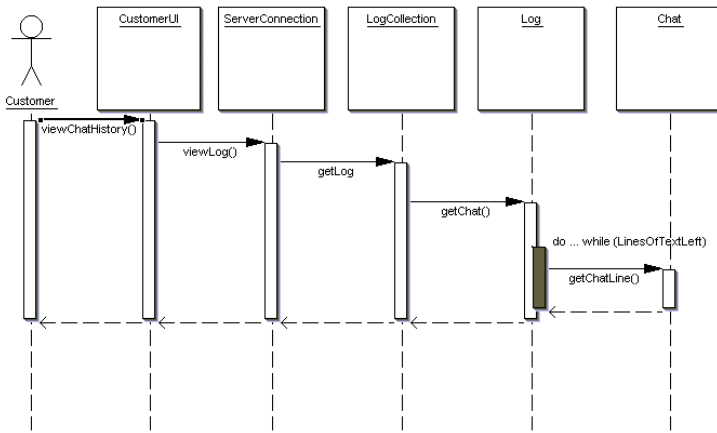 CustomerUI
ServerConnection
LogCollection
Log
Chat
Customer
viewChatHistory()
viewLog()
getLog
getChat()
do ... while (LinesOfTextLeft)
getChatLine()